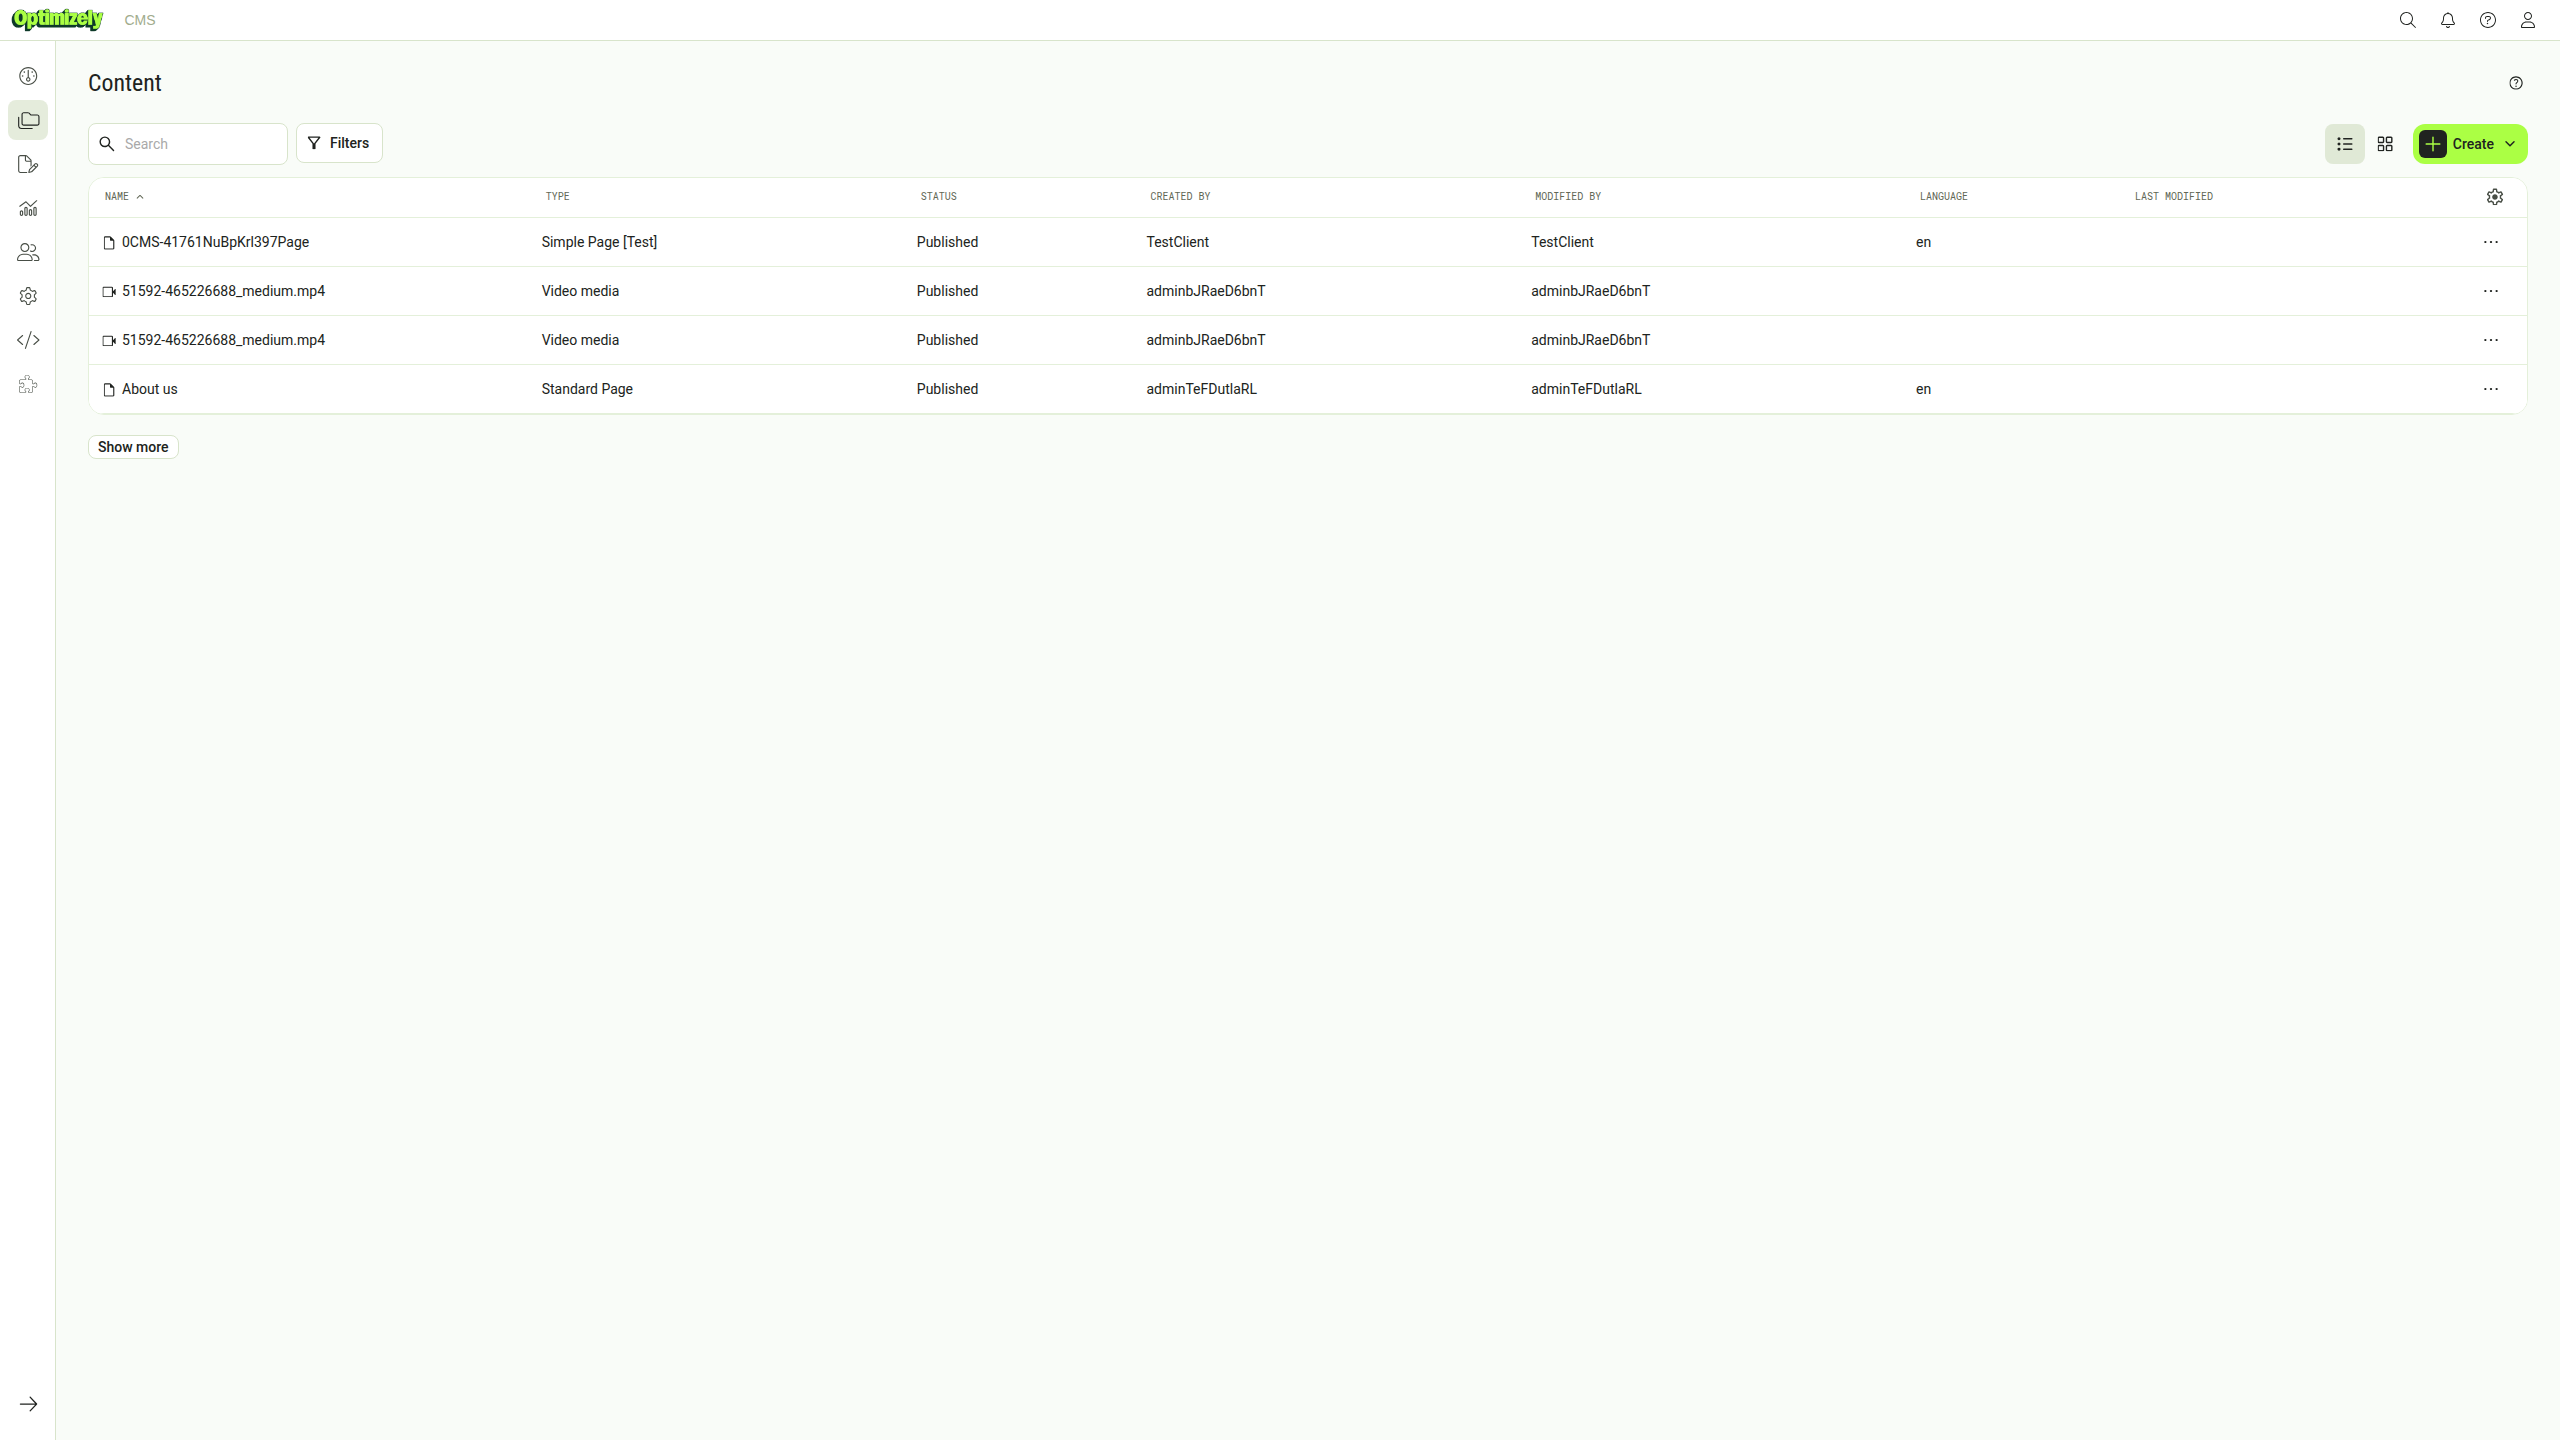 Optimizely CMS
Content
Search Filters Create
NAME TYPE STATUS CREATED BY MODIFIED BY LANGUAGE LAST MODIFIED
0CMS-41761NuBpKrl397Page Simple Page [Test] Published TestClient TestClient en
51592-465226688_medium.mp4 Video media Published adminbJRaeD6bnT adminbJRaeD6bnT
51592-465226688_medium.mp4 Video media Published adminbJRaeD6bnT adminbJRaeD6bnT
About us Standard Page Published adminTeFDutlaRL adminTeFDutlaRL en
Show more